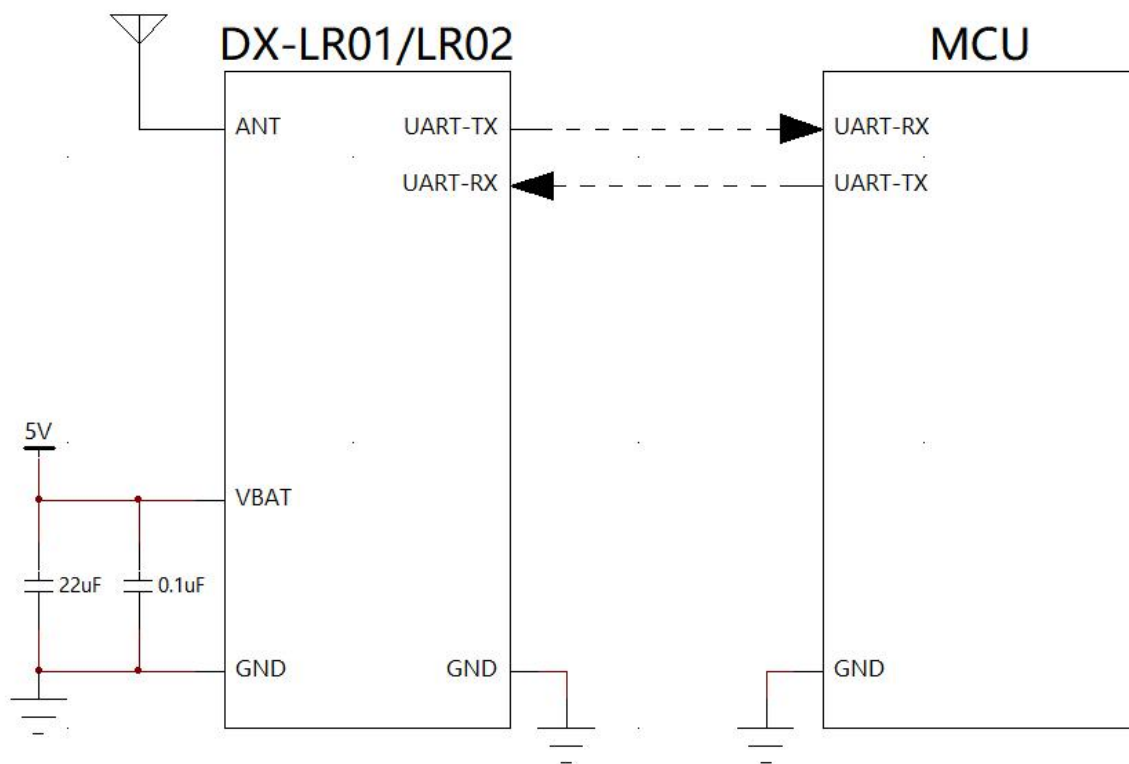 DX-LR01/LR02
MCU
ANT
UART-TX
UART-RX
UART-RX
UART-TX
5V
VBAT
22uF
0.1uF
GND
GND
GND